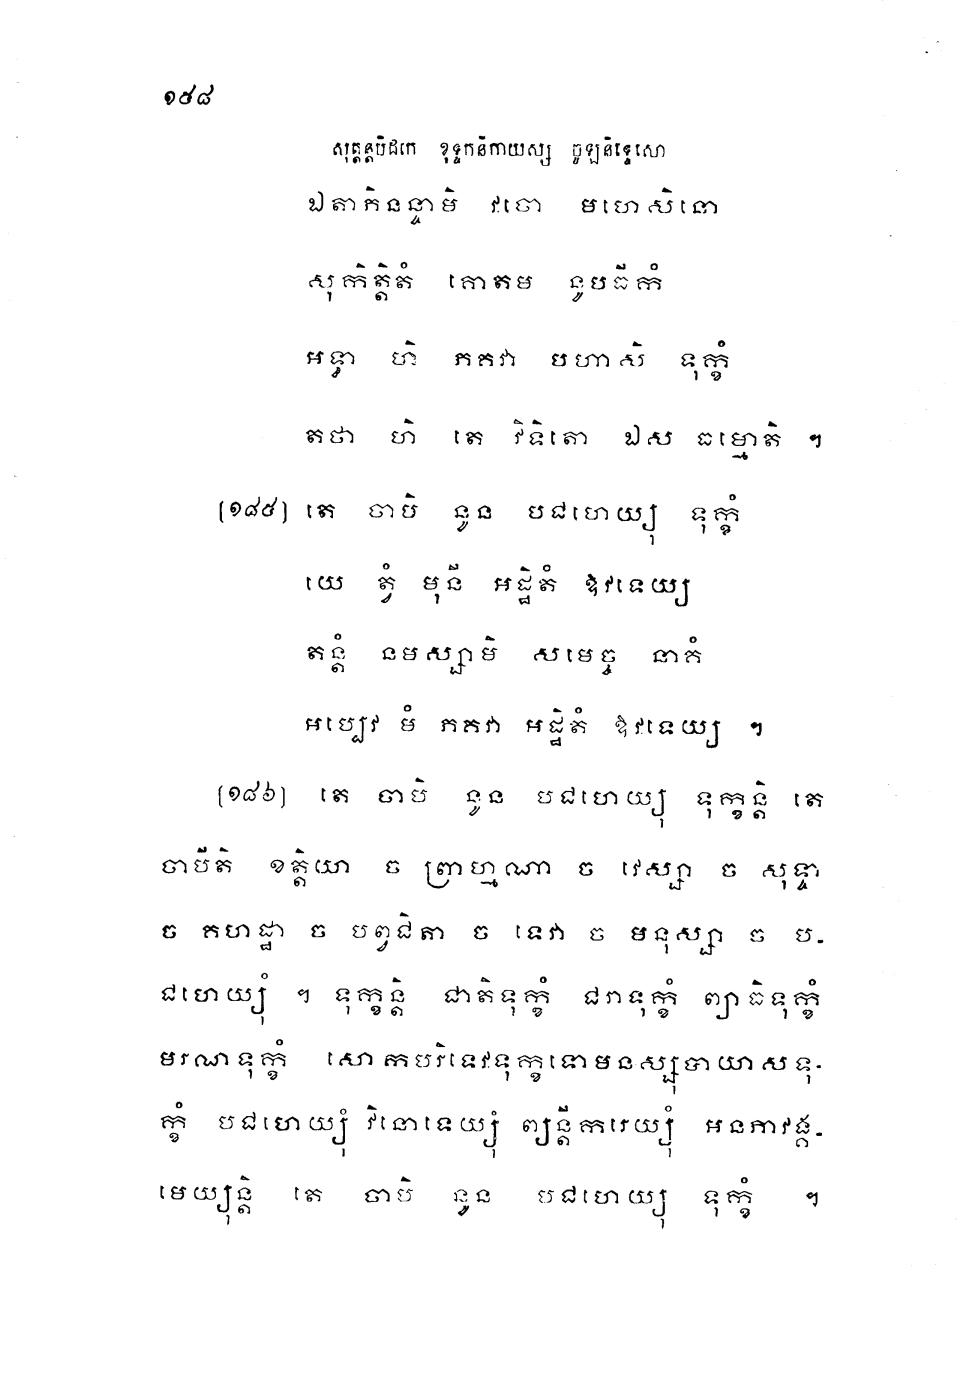 ១៩៨
សុត្តន្តបិដកេ ខុទ្ទកនិកាយស្ស ចូឡនិទ្ទេសោ
ឯតាភិនន្ទាមិ វចោ មហេសិនោ
សុកិត្តិតំ គោតម នូបធីកំ
អទ្ធា ហិ ភគវា បហាសិ ទុក្ខំ
តថា ហិ តេ វិទិតោ ឯស ធម្មោតិ ។
(១៨៥) តេ ចាបិ នូន បជហេយ្យុ ទុក្ខំ
យេ ត្វំ មុនី អដ្ឋិតំ ឱវទេយ្យ
តន្តំ នមស្សាមិ សមេច្ច នាគំ
អប្បេវ មំ ភគវា អដ្ឋិតំ ឱវទេយ្យ ។
(១៨៦) តេ ចាបិ នូន បជហេយ្យុ ទុក្ខន្តិ តេ
ចាបីតិ ខត្តិយា ច ព្រាហ្មណា ច វេស្សា ច សុទ្ទា
ច គហដ្ឋា ច បព្វជិតា ច ទេវា ច មនុស្សា ច ប-
ជហេយ្យុំ ។ ទុក្ខន្តិ ជាតិទុក្ខំ ជរាទុក្ខំ ព្យាធិទុក្ខំ
មរណទុក្ខំ សោកបរិទេវទុក្ខទោមនស្សុបាយាសទុ-
ក្ខំ បជហេយ្យុំ វិនោទេយ្យុំ ព្យន្តីករេយ្យុំ អនភាវង្គ-
មេយ្យុន្តិ តេ ចាបិ នូន បជហេយ្យុ ទុក្ខំ ។